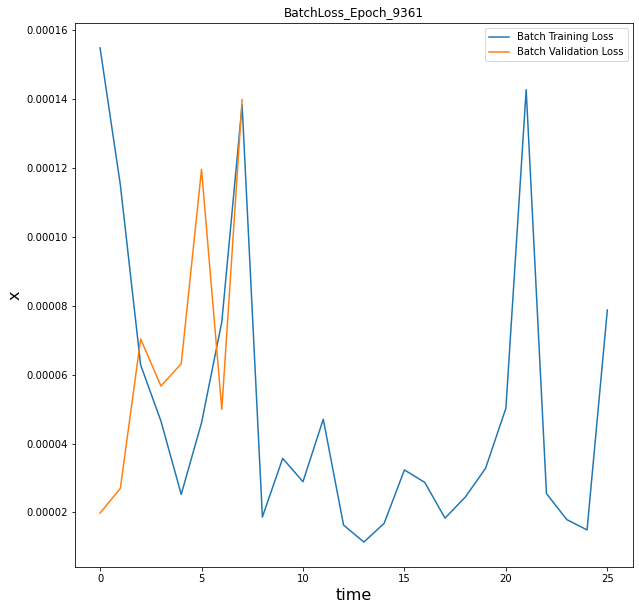 BatchLoss_Epoch_9361
Batch Training Loss
Batch Validation Loss
0.00016
0.00014
0.00012
0.00010
0.00008
0.00006
0.00004
0.00002
x
0 5 10 15 20 25
time